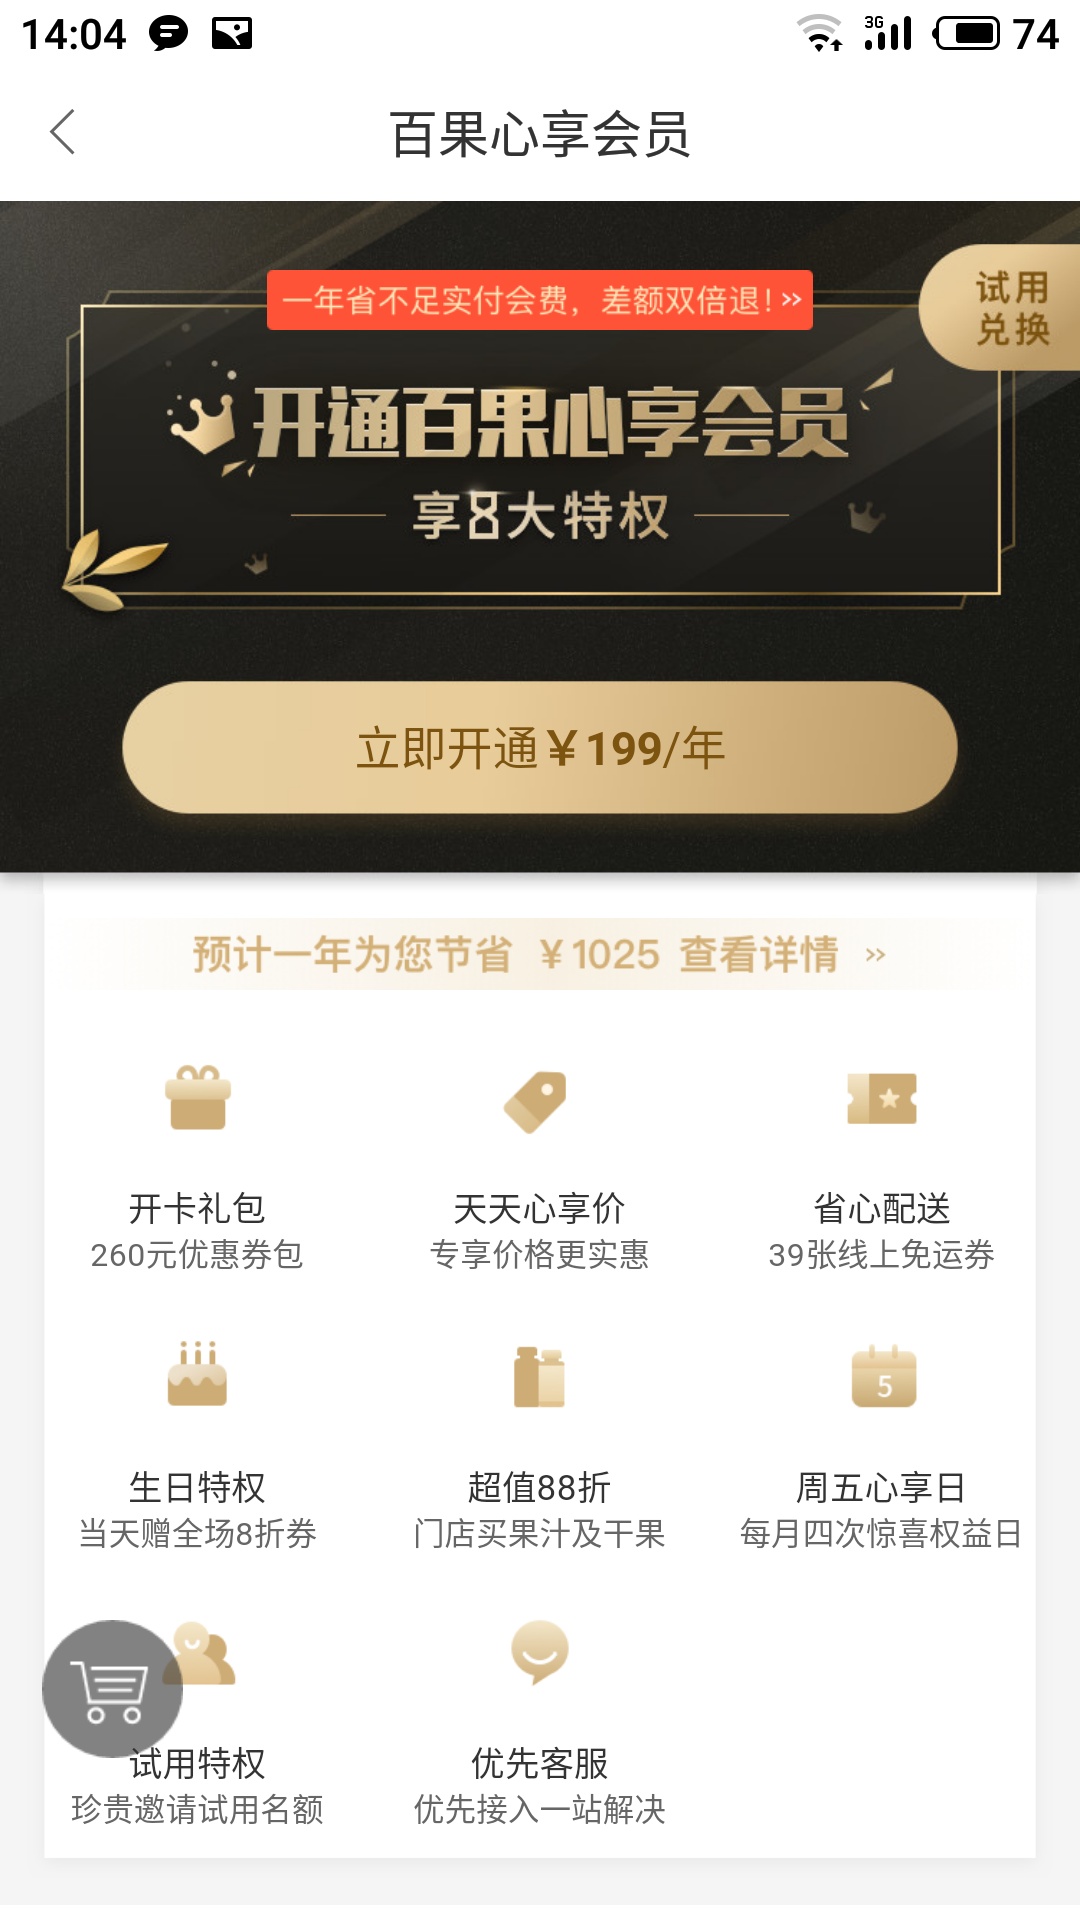 14:04
3G
74
百果心享会员
一年省不足实付会费，差额双倍退！>>
试用
兑换
开通百果心享会员
享8大特权
立即开通￥199/年
预计一年为您节省 ￥1025 查看详情 >>
开卡礼包 天天心享价 省心配送
260元优惠券包 专享价格更实惠 39张线上免运券
5
生日特权 超值88折 周五心享日
当天赠全场8折券 门店买果汁及干果 每月四次惊喜权益日
试用特权 优先客服
珍贵邀请试用名额 优先接入一站解决